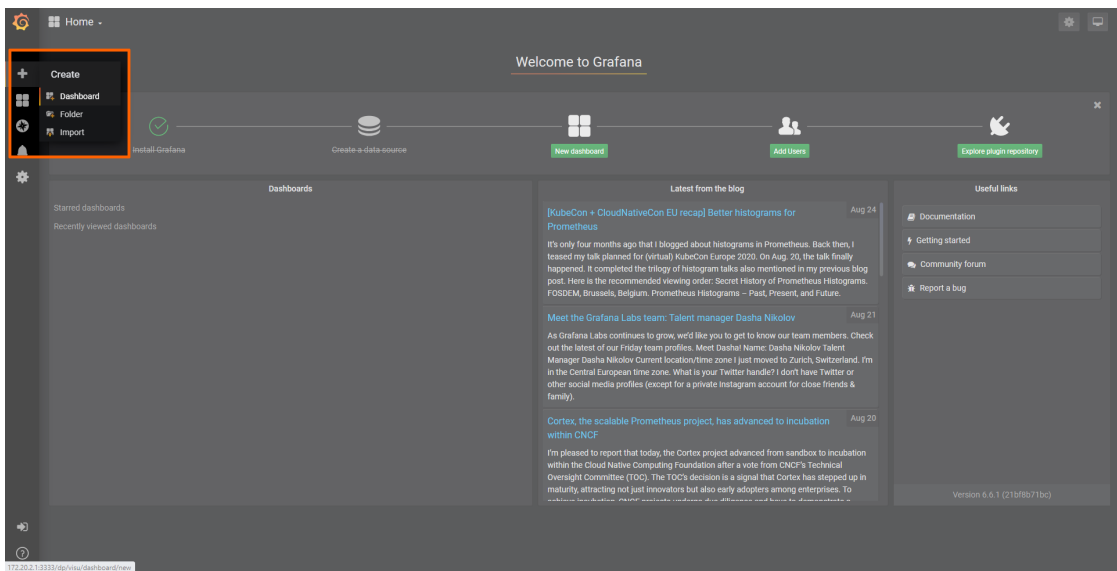 Home
Create
Dashboard
Folder
Import
Welcome to Grafana
Install Grafana
Create a data source
New dashboard
Add Users
Explore plugin repository
Dashboards
Starred dashboards
Recently viewed dashboards
Latest from the blog
[KubeCon + CloudNativeCon EU recap] Better histograms for
Prometheus
Aug 24
It's only four months ago that I blogged about histograms in Prometheus. Back then, I
teased my talk planned for (virtual) KubeCon Europe 2020. On Aug. 20, the talk finally
happened. It completed the trilogy of histogram talks also mentioned in my previous blog
post. Here is the recommended viewing order: Secret History of Prometheus Histograms.
FOSDEM, Brussels, Belgium. Prometheus Histograms – Past, Present, and Future.
Meet the Grafana Labs team: Talent manager Dasha Nikolov
Aug 21
As Grafana Labs continues to grow, we'd like you to get to know our team members. Check
out the latest of our Friday team profiles. Meet Dasha! Name: Dasha Nikolov Talent
Manager Dasha Nikolov Current location/time zone I just moved to Zurich, Switzerland. I'm
in the Central European time zone. What is your Twitter handle? I don't have Twitter or
other social media profiles (except for a private Instagram account for close friends &
family).
Cortex, the scalable Prometheus project, has advanced to incubation
within CNCF
Aug 20
I'm pleased to report that today, the Cortex project advanced from sandbox to incubation
within the Cloud Native Computing Foundation after a vote from CNCF's Technical
Oversight Committee (TOC). The TOC's decision is a signal that Cortex has stepped up in
maturity, attracting not just innovators but also early adopters among enterprises. To
Useful links
Documentation
Getting started
Community forum
Report a bug
Version 6.6.1 (21bf8b71bc)
172.20.2.1:3333/dp/visu/dashboard/new